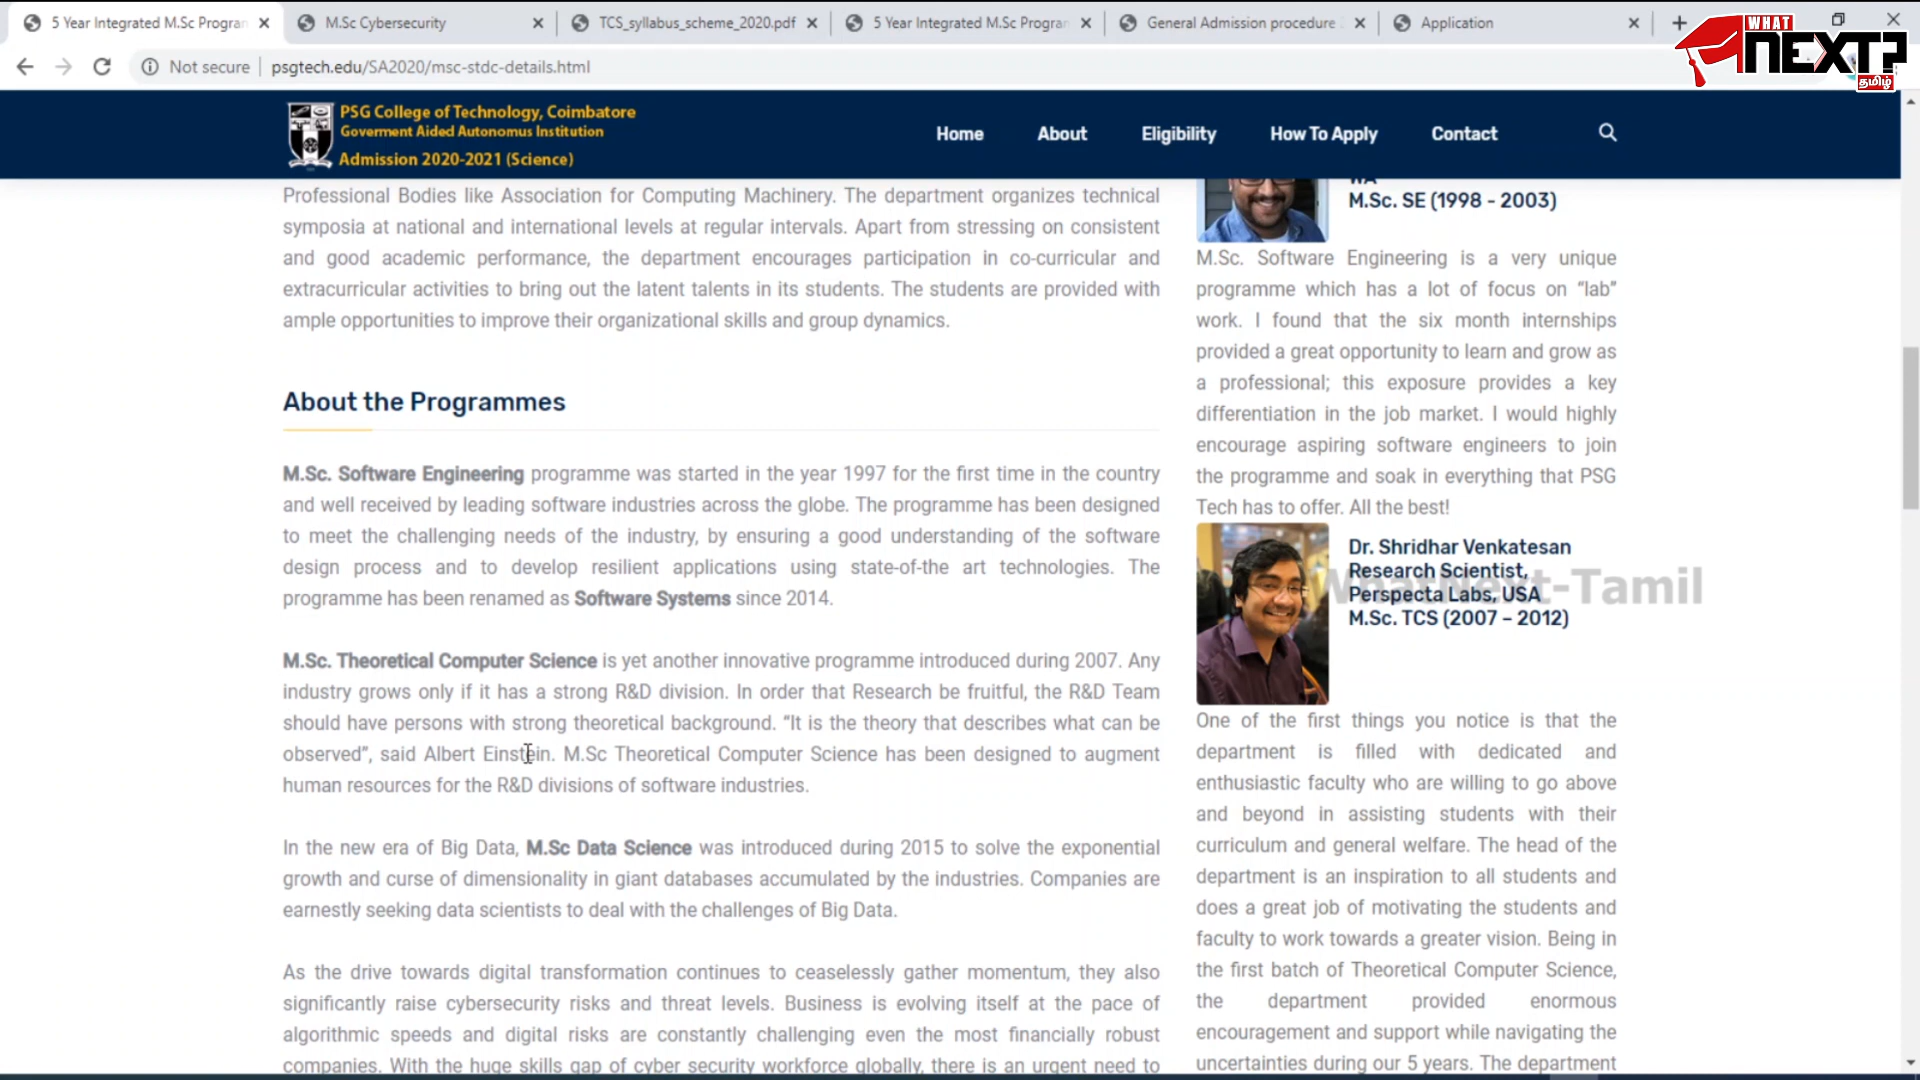 5 Year Integrated M.Sc Progran
M.Sc Cybersecurity
TCS_syllabus_scheme_2020.pdf
5 Year Integrated M.Sc Progran
General Admission procedure
Application
WHAT
NEXT?
தமிழ்
Not secure
psgtech.edu/SA2020/msc-stdc-details.html
PSG College of Technology, Coimbatore
Goverment Aided Autonomus Institution
Admission 2020-2021 (Science)
Home
About
Eligibility
How To Apply
Contact
Professional Bodies like Association for Computing Machinery. The department organizes technical
symposia at national and international levels at regular intervals. Apart from stressing on consistent
and good academic performance, the department encourages participation in co-curricular and
extracurricular activities to bring out the latent talents in its students. The students are provided with
ample opportunities to improve their organizational skills and group dynamics.
About the Programmes
M.Sc. Software Engineering programme was started in the year 1997 for the first time in the country
and well received by leading software industries across the globe. The programme has been designed
to meet the challenging needs of the industry, by ensuring a good understanding of the software
design process and to develop resilient applications using state-of-the art technologies. The
programme has been renamed as Software Systems since 2014.
M.Sc. Theoretical Computer Science is yet another innovative programme introduced during 2007. Any
industry grows only if it has a strong R&D division. In order that Research be fruitful, the R&D Team
should have persons with strong theoretical background. “It is the theory that describes what can be
observed”, said Albert Einstein. M.Sc Theoretical Computer Science has been designed to augment
human resources for the R&D divisions of software industries.
In the new era of Big Data, M.Sc Data Science was introduced during 2015 to solve the exponential
growth and curse of dimensionality in giant databases accumulated by the industries. Companies are
earnestly seeking data scientists to deal with the challenges of Big Data.
As the drive towards digital transformation continues to ceaselessly gather momentum, they also
significantly raise cybersecurity risks and threat levels. Business is evolving itself at the pace of
algorithmic speeds and digital risks are constantly challenging even the most financially robust
companies. With the huge skills gap of cyber security workforce globally, there is an urgent need to
WA
M.Sc. SE (1998 - 2003)
M.Sc. Software Engineering is a very unique
programme which has a lot of focus on “lab”
work. I found that the six month internships
provided a great opportunity to learn and grow as
a professional; this exposure provides a key
differentiation in the job market. I would highly
encourage aspiring software engineers to join
the programme and soak in everything that PSG
Tech has to offer. All the best!
Dr. Shridhar Venkatesan
Research Scientist,
Perspecta Labs, USA
M.Sc. TCS (2007 – 2012)
WhatNext-Tamil
One of the first things you notice is that the
department is filled with dedicated and
enthusiastic faculty who are willing to go above
and beyond in assisting students with their
curriculum and general welfare. The head of the
department is an inspiration to all students and
does a great job of motivating the students and
faculty to work towards a greater vision. Being in
the first batch of Theoretical Computer Science,
the department provided enormous
encouragement and support while navigating the
uncertainties during our 5 years. The department